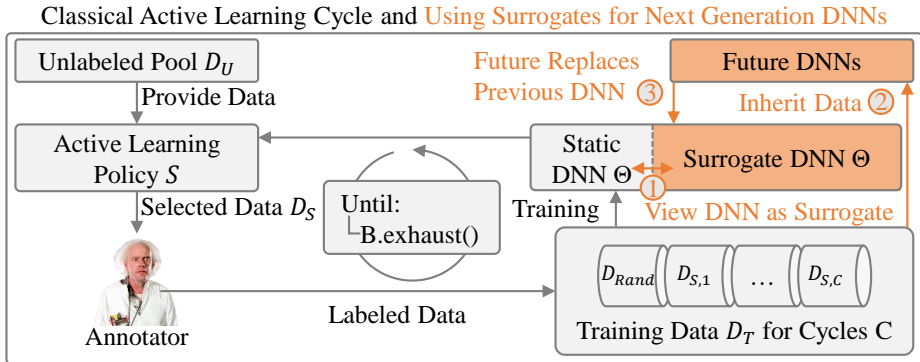 Classical Active Learning Cycle and Using Surrogates for Next Generation DNNs
Unlabeled Pool D_U
Provide Data
Active Learning
Policy S
Selected Data D_S
Annotator
Until:
B.exhaust()
Labeled Data
Future Replaces
Previous DNN ③
Future DNNs
Inherit Data ②
Static
DNN Θ
Surrogate DNN Θ
①
Training
View DNN as Surrogate
D_Rand D_S,1 … D_S,C
Training Data D_T for Cycles C